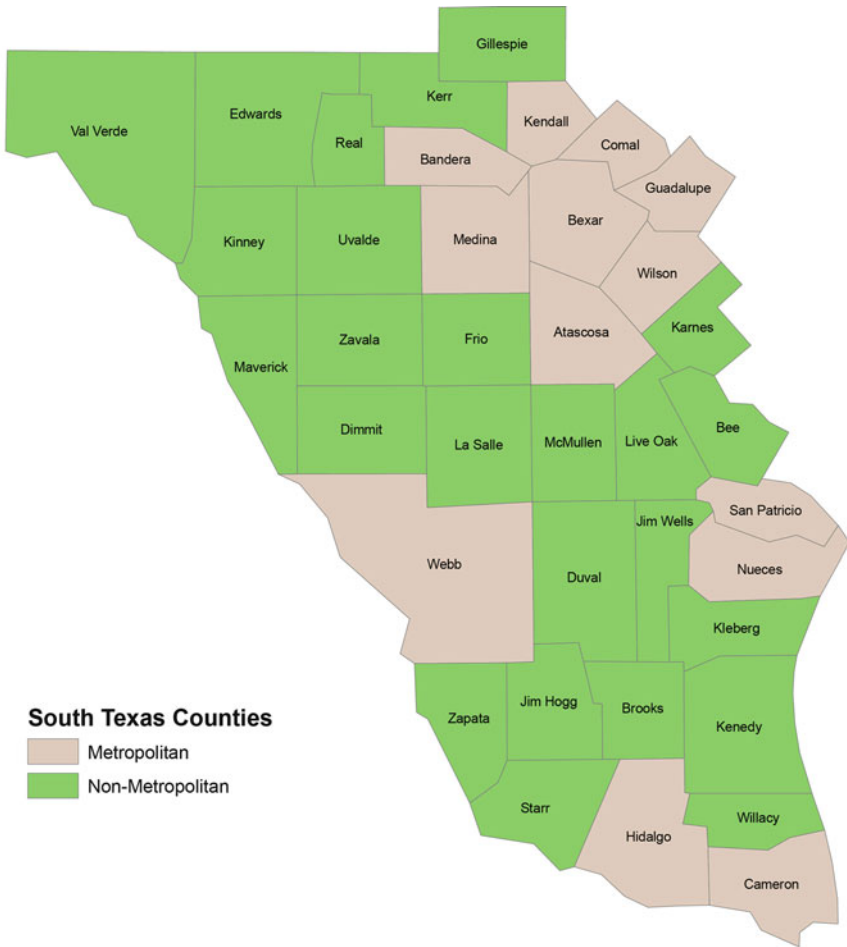 Gillespie
Kerr
Edwards
Val Verde
Real
Kendall
Comal
Bandera
Guadalupe
Bexar
Medina
Uvalde
Kinney
Wilson
Karnes
Atascosa
Frio
Zavala
Maverick
Dimmit
La Salle
McMullen
Live Oak
Bee
San Patricio
Jim Wells
Nueces
Webb
Duval
Kleberg
Zapata
Jim Hogg
Brooks
Kenedy
Starr
Willacy
Hidalgo
Cameron
South Texas Counties
Metropolitan
Non-Metropolitan